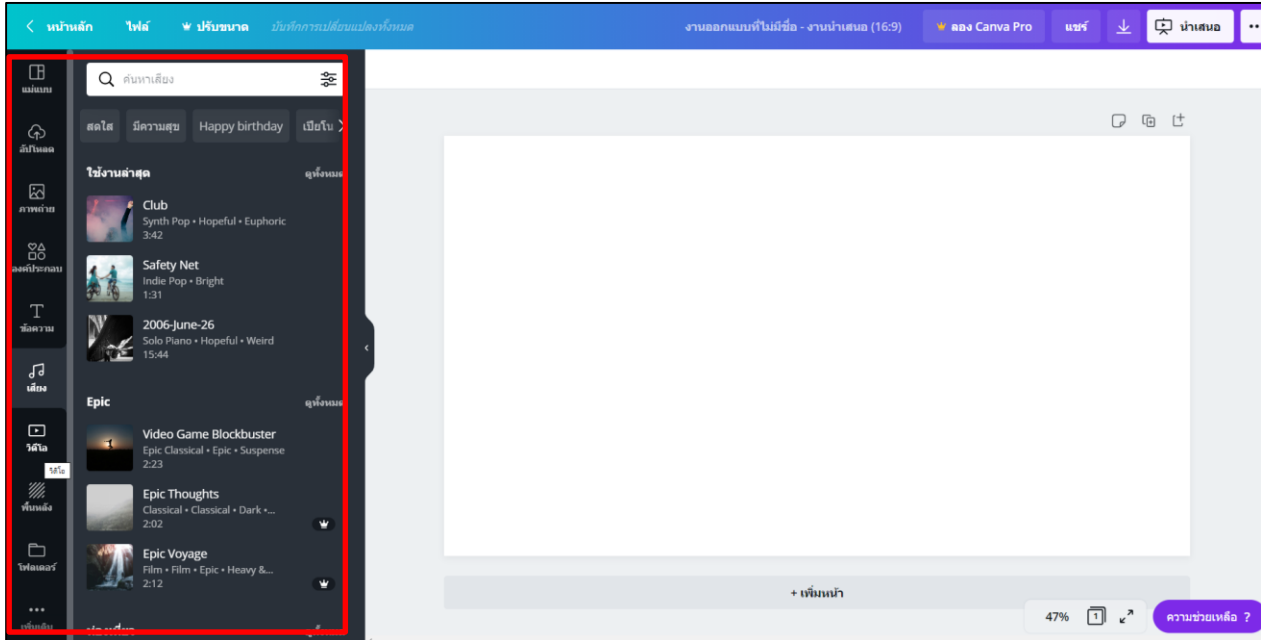 หน้าหลัก ไฟล์ ปรับขนาด บันทึกการเปลี่ยนแปลงทั้งหมด งานออกแบบที่ไม่มีชื่อ - งานนำเสนอ (16:9) ลอง Canva Pro แชร์ นำเสนอ
แม่แบบ
อัปโหลด
ภาพถ่าย
องค์ประกอบ
ข้อความ
เสียง
วิดีโอ
วิดีโอ
พื้นหลัง
โฟลเดอร์
เพิ่มเติม
ค้นหาเสียง
สดใส มีความสุข Happy birthday เปียโน
ใช้งานล่าสุด ดูทั้งหมด
Club
Synth Pop • Hopeful • Euphoric
3:42
Safety Net
Indie Pop • Bright
1:31
2006-June-26
Solo Piano • Hopeful • Weird
15:44
Epic ดูทั้งหมด
Video Game Blockbuster
Epic Classical • Epic • Suspense
2:23
Epic Thoughts
Classical • Classical • Dark •...
2:02
Epic Voyage
Film • Film • Epic • Heavy &...
2:12
+ เพิ่มหน้า
47% 1 ความช่วยเหลือ ?